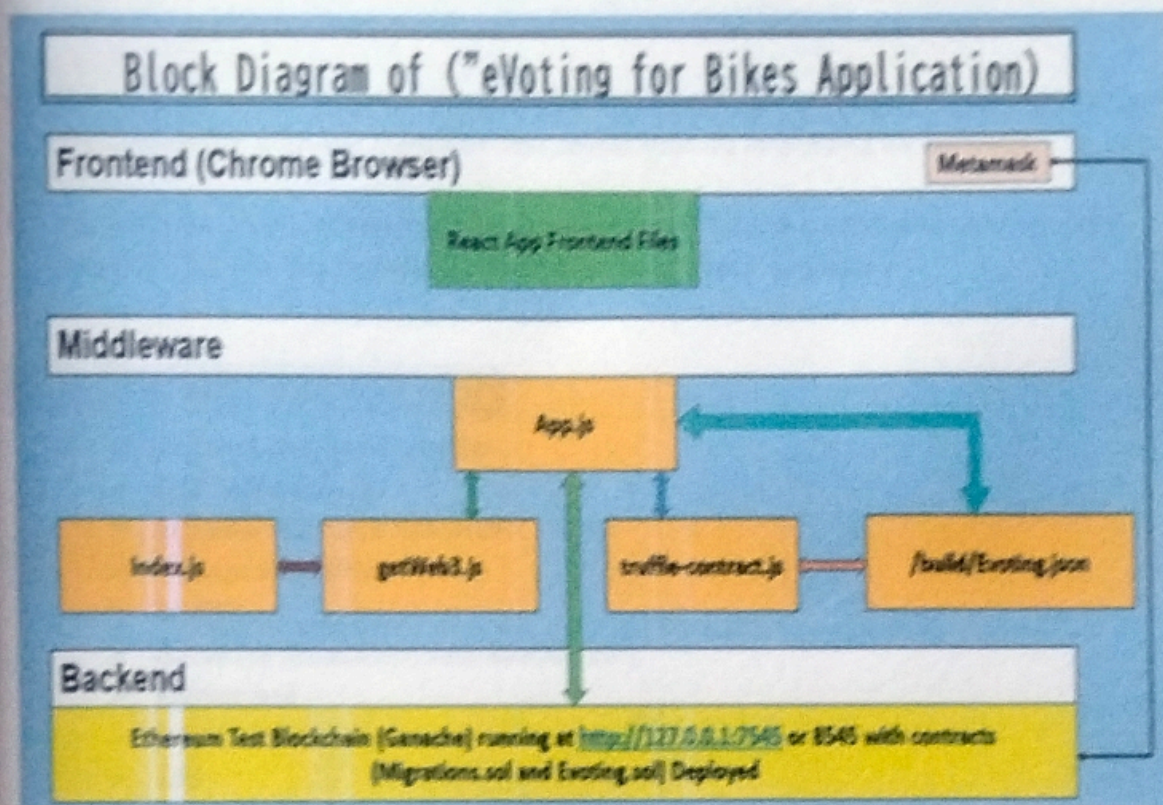 Block Diagram of ("eVoting for Bikes Application)
Frontend (Chrome Browser)
Metamask
React App Frontend Files
Middleware
App.js
index.js
getWeb3.js
truffle-contract.js
/build/Evoting.json
Backend
Ethereum Test Blockchain (Ganache) running at http://127.0.0.1:7545 or 8545 with contracts
(Migrations.sol and Evoting.sol) Deployed